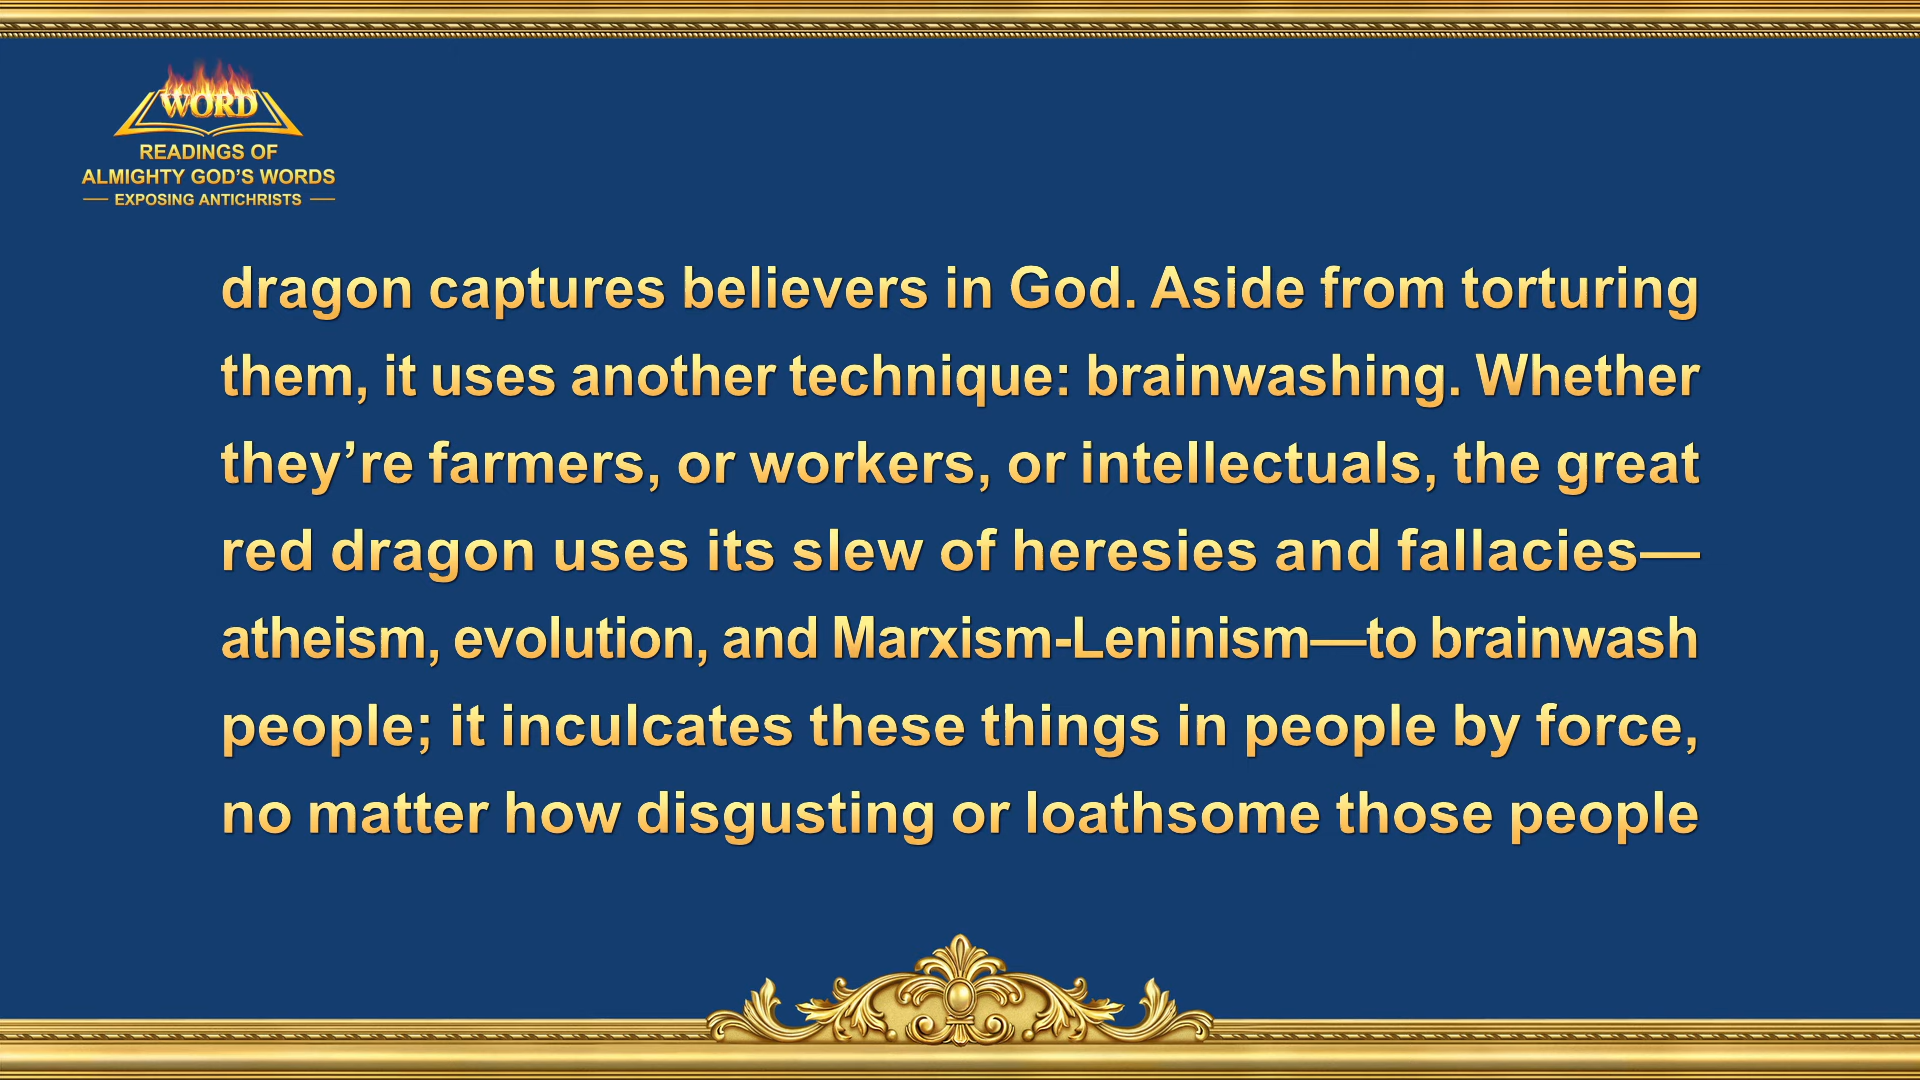 WORD
READINGS OF
ALMIGHTY GOD’S WORDS
EXPOSING ANTICHRISTS
dragon captures believers in God. Aside from torturing
them, it uses another technique: brainwashing. Whether
they’re farmers, or workers, or intellectuals, the great
red dragon uses its slew of heresies and fallacies—
atheism, evolution, and Marxism-Leninism—to brainwash
people; it inculcates these things in people by force,
no matter how disgusting or loathsome those people